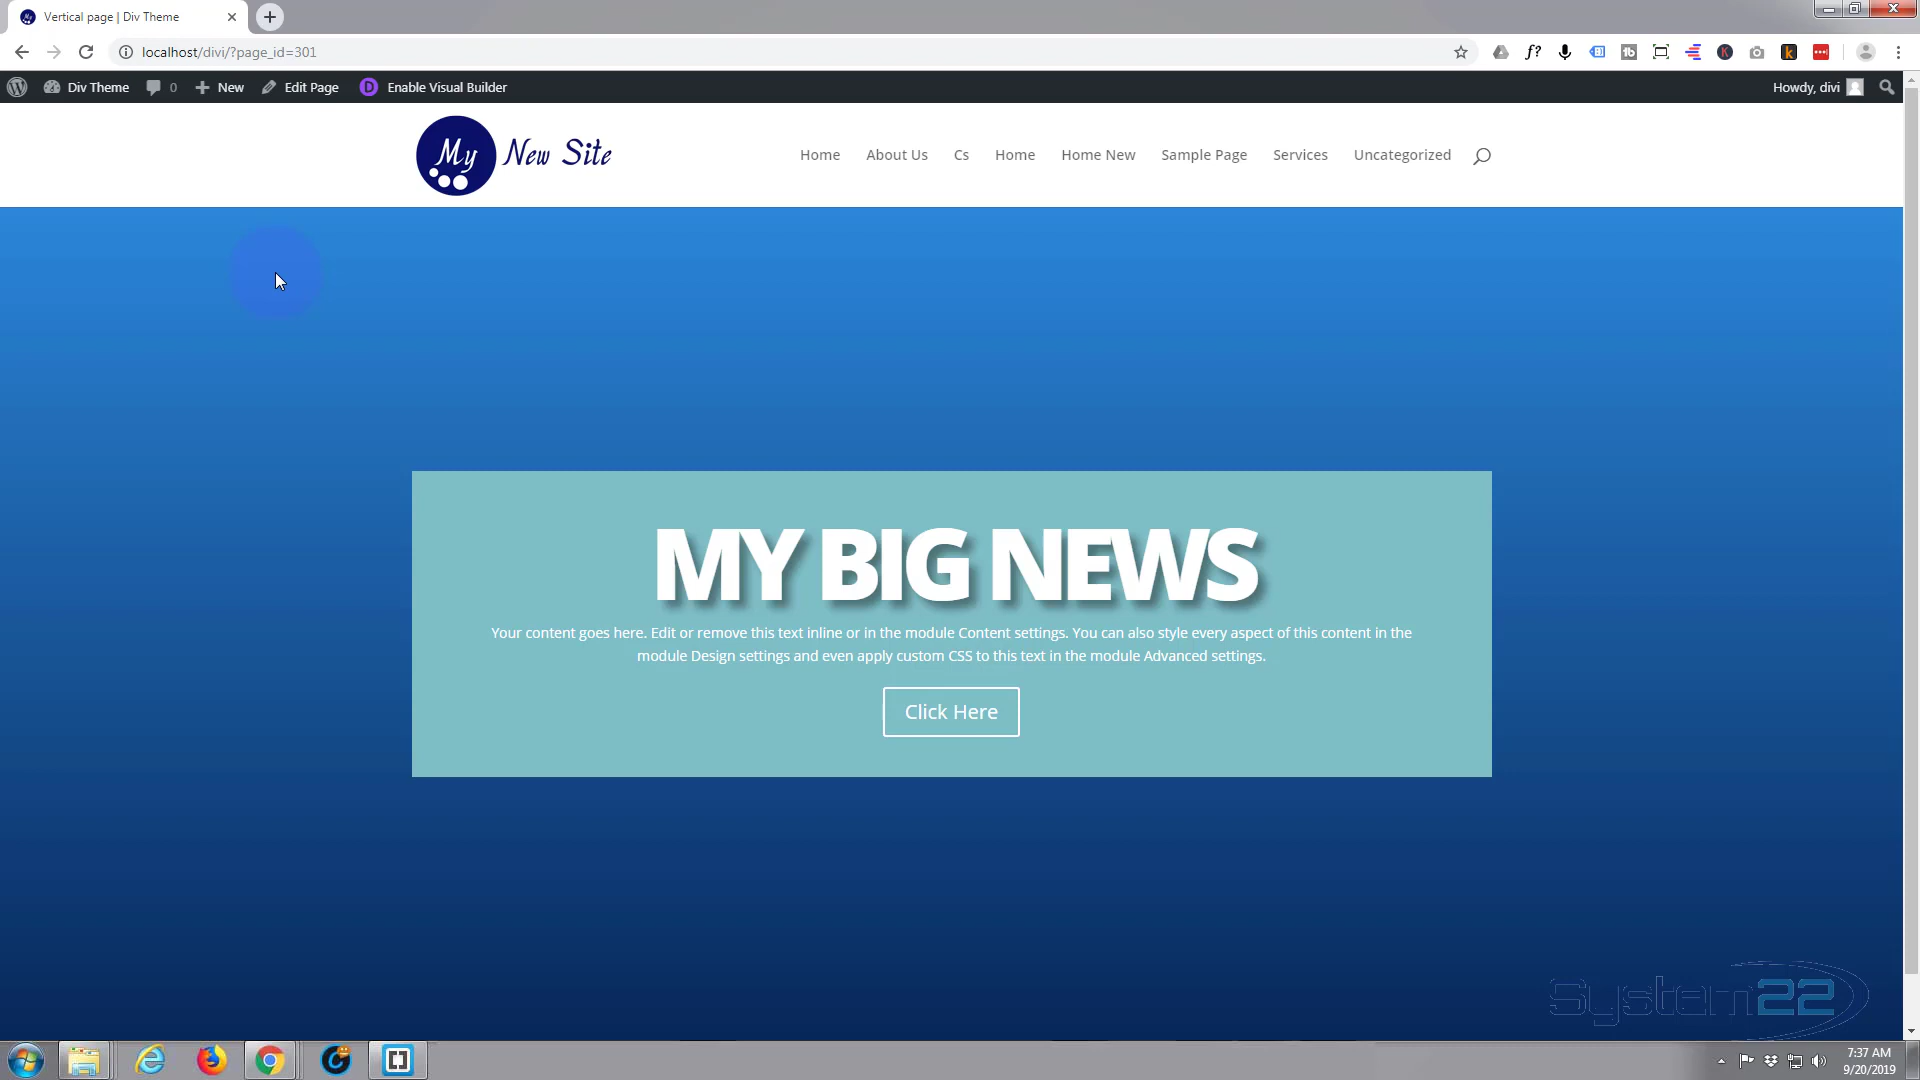 Vertical page | Div Theme
localhost/divi/?page_id=301
Div Theme 0 New Edit Page Enable Visual Builder Howdy, divi
My New Site
Home About Us Cs Home Home New Sample Page Services Uncategorized
MY BIG NEWS
Your content goes here. Edit or remove this text inline or in the module Content settings. You can also style every aspect of this content in the
module Design settings and even apply custom CSS to this text in the module Advanced settings.
Click Here
System22
7:37 AM
9/20/2019